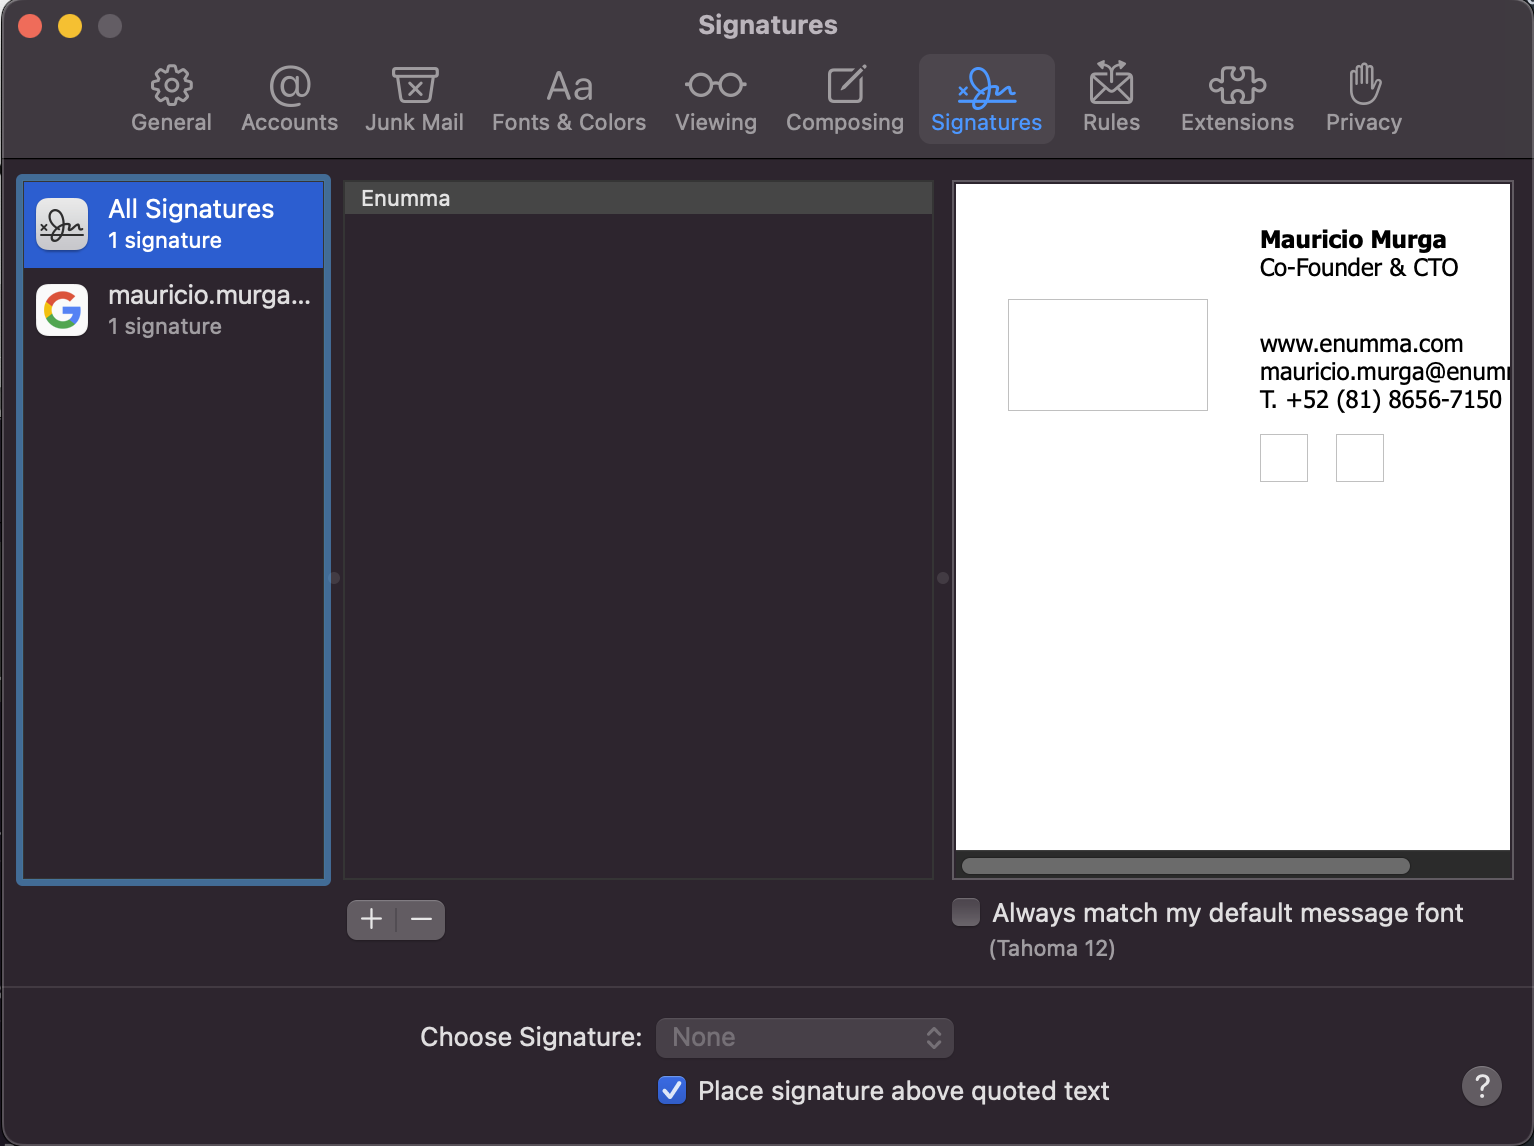 Signatures
General
Accounts
Junk Mail
Aa
Fonts & Colors
Viewing
Composing
Signatures
Rules
Extensions
Privacy
All Signatures
1 signature
mauricio.murga...
1 signature
Enumma
Mauricio Murga
Co-Founder & CTO
www.enumma.com
mauricio.murga@enumm
T. +52 (81) 8656-7150
Always match my default message font
(Tahoma 12)
Choose Signature: None
Place signature above quoted text
?